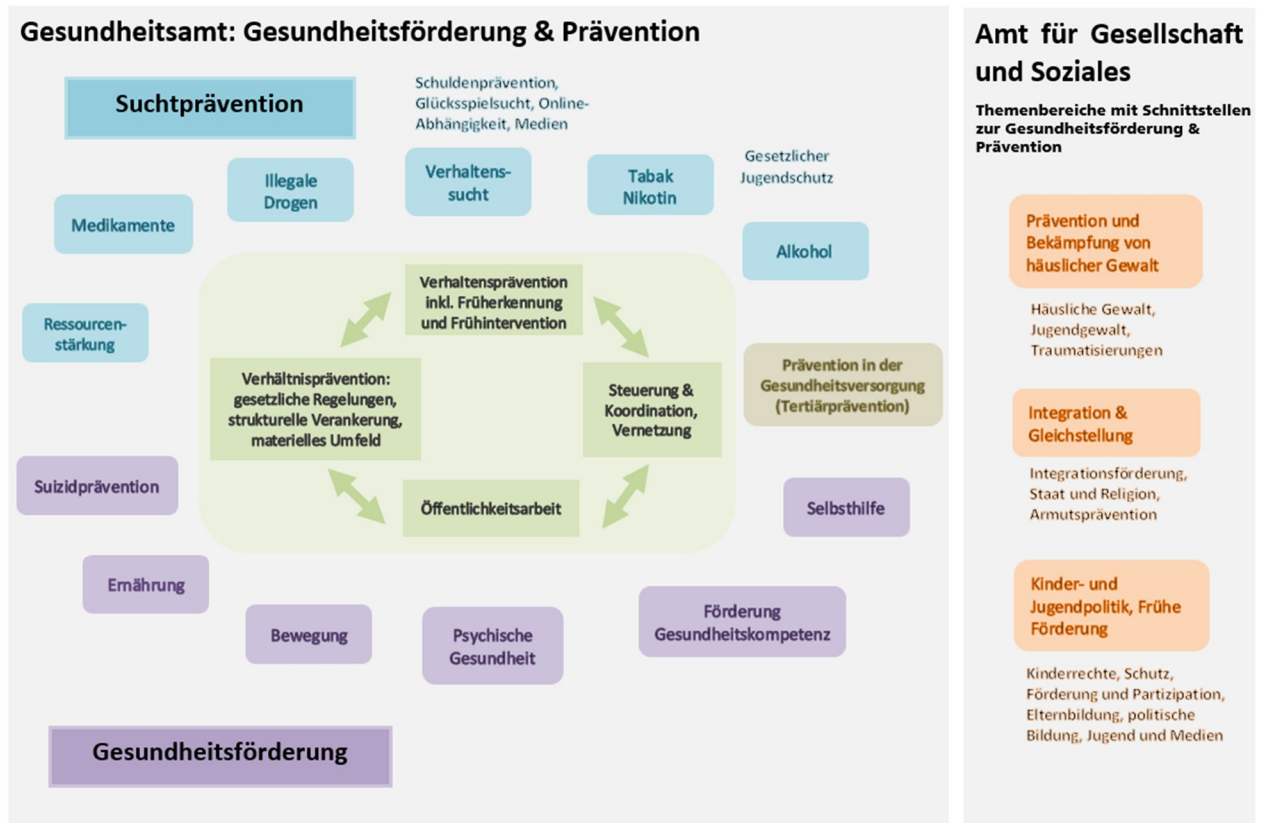 Gesundheitsamt: Gesundheitsförderung & Prävention
Suchtprävention
Schuldenprävention,
Glücksspielsucht, Online-
Abhängigkeit, Medien
Medikamente
Illegale
Drogen
Verhaltens-
sucht
Tabak
Nikotin
Gesetzlicher
Jugendschutz
Alkohol
Ressourcen-
stärkung
Verhaltensprävention
inkl. Früherkennung
und Frühintervention
Verhältnisprävention:
gesetzliche Regelungen,
strukturelle Verankerung,
materielles Umfeld
Steuerung &
Koordination,
Vernetzung
Öffentlichkeitsarbeit
Prävention in der
Gesundheitsversorgung
(Tertiärprävention)
Suizidprävention
Selbsthilfe
Ernährung
Bewegung
Psychische
Gesundheit
Förderung
Gesundheitskompetenz
Gesundheitsförderung
Amt für Gesellschaft
und Soziales
Themenbereiche mit Schnittstellen
zur Gesundheitsförderung &
Prävention
Prävention und
Bekämpfung von
häuslicher Gewalt
Häusliche Gewalt,
Jugendgewalt,
Traumatisierungen
Integration &
Gleichstellung
Integrationsförderung,
Staat und Religion,
Armutsprävention
Kinder- und
Jugendpolitik, Frühe
Förderung
Kinderrechte, Schutz,
Förderung und Partizipation,
Elternbildung, politische
Bildung, Jugend und Medien